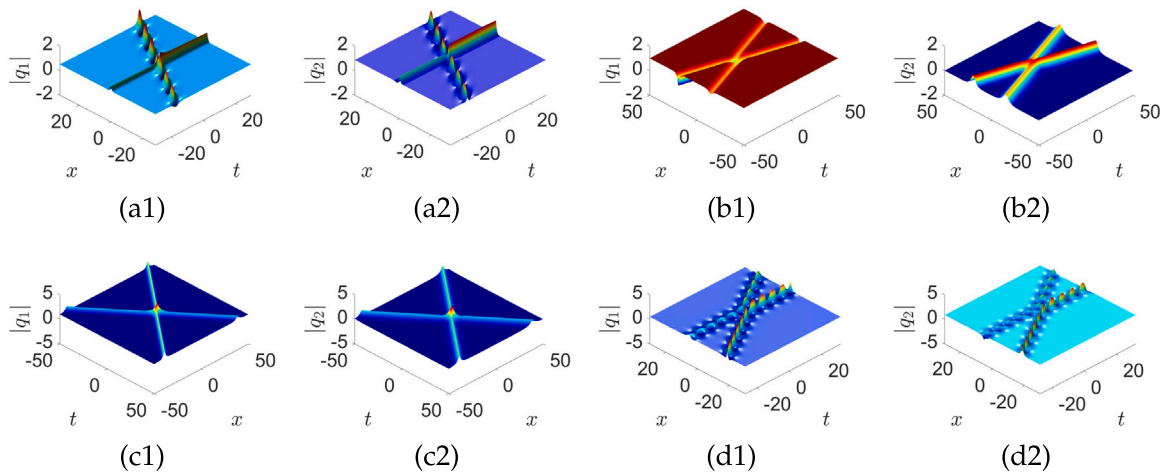 |q₁| 2 0 -2 20 0 -20 x -20 0 20 t
(a1)
|q₂| 2 0 -2 20 0 -20 x -20 0 20 t
(a2)
|q₁| 2 0 -2 50 0 -50 x -50 0 50 t
(b1)
|q₂| 2 0 -2 50 0 -50 x -50 0 50 t
(b2)
|q₁| 5 0 -5 -50 0 50 t -50 0 50 x
(c1)
|q₂| 5 0 -5 -50 0 50 t -50 0 50 x
(c2)
|q₁| 5 0 -5 20 0 -20 x -20 0 20 t
(d1)
|q₂| 5 0 -5 20 0 -20 x -20 0 20 t
(d2)